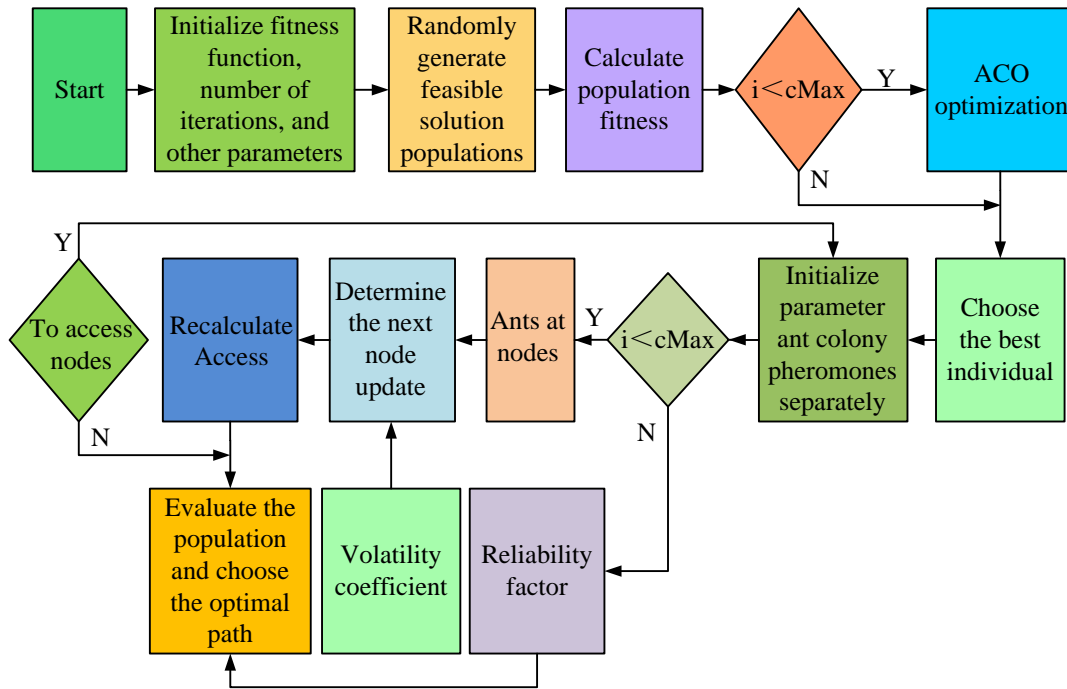 Start
Initialize fitness
function,
number of
iterations, and
other parameters
Randomly
generate
feasible
solution
populations
Calculate
population
fitness
i<cMax
Y
N
ACO
optimization
Y
To access
nodes
N
Recalculate
Access
Determine
the next
node
update
Ants at
nodes
Y
i<cMax
N
Initialize
parameter
ant colony
pheromones
separately
Choose
the best
individual
Evaluate the
population
and choose
the optimal
path
Volatility
coefficient
Reliability
factor